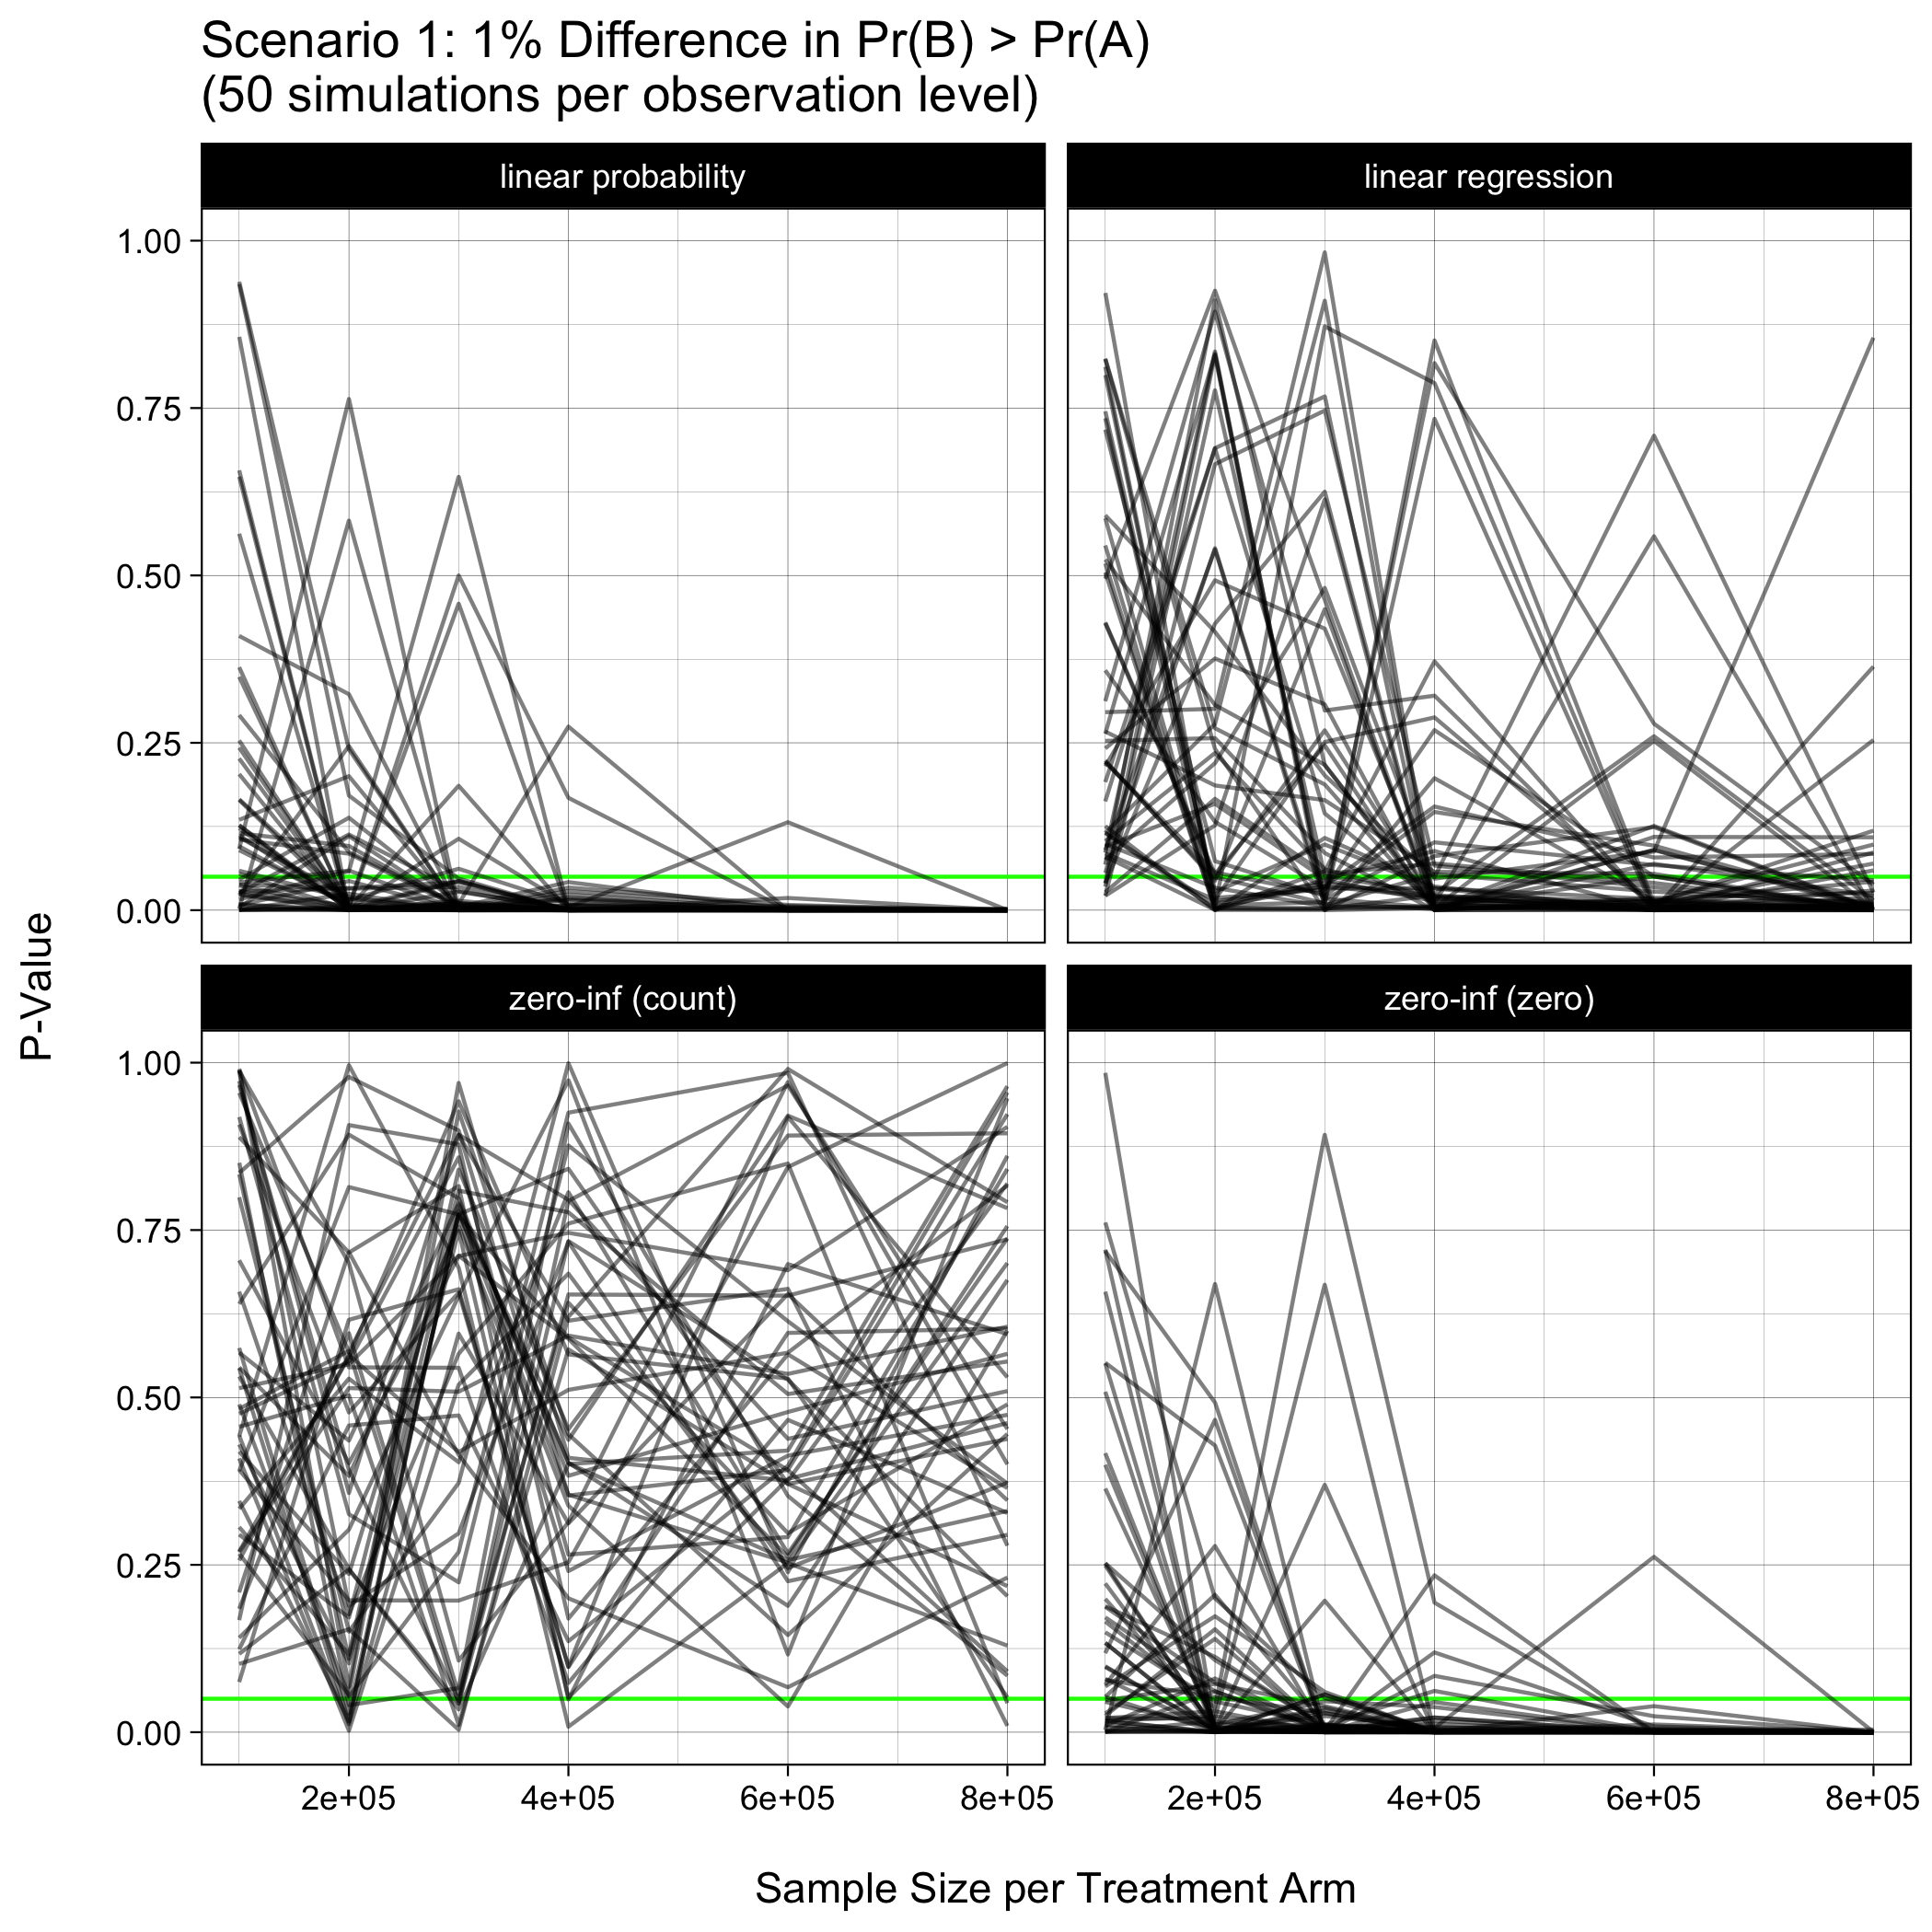 Scenario 1: 1% Difference in Pr(B) > Pr(A)
(50 simulations per observation level)
linear probability
linear regression
1.00
0.75
0.50
0.25
0.00
P-Value
zero-inf (count)
zero-inf (zero)
1.00
0.75
0.50
0.25
0.00
2e+05 4e+05 6e+05 8e+05
2e+05 4e+05 6e+05 8e+05
Sample Size per Treatment Arm